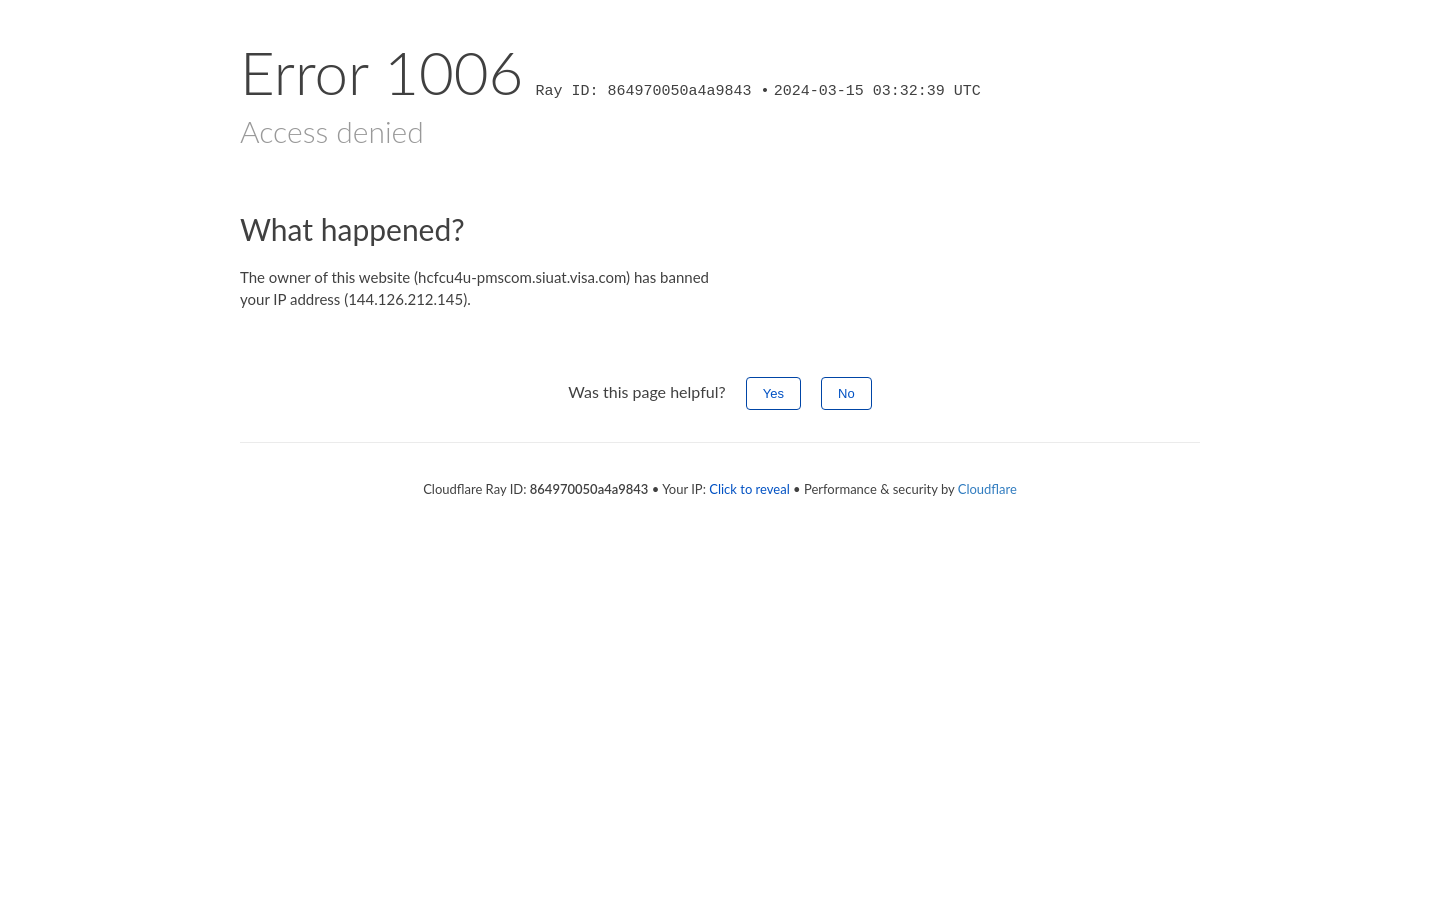 Error 1006 Ray ID: 864970050a4a9843 • 2024-03-15 03:32:39 UTC
Access denied
What happened?
The owner of this website (hcfcu4u-pmscom.siuat.visa.com) has banned
your IP address (144.126.212.145).
Was this page helpful? Yes No
Cloudflare Ray ID: 864970050a4a9843 • Your IP: Click to reveal • Performance & security by Cloudflare